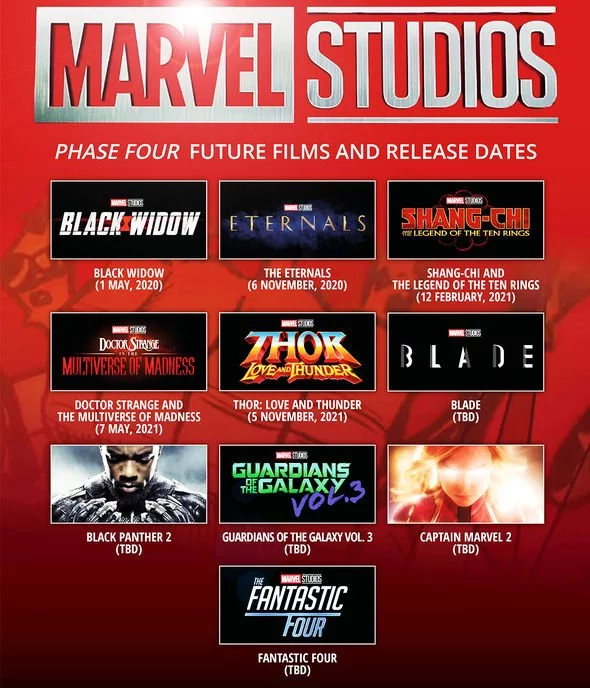 MARVEL STUDIOS
PHASE FOUR FUTURE FILMS AND RELEASE DATES
MARVEL STUDIOS
BLACK WIDOW
BLACK WIDOW
(1 MAY, 2020)
MARVEL STUDIOS
ETERNALS
THE ETERNALS
(6 NOVEMBER, 2020)
MARVEL STUDIOS
SHANG-CHI
AND THE LEGEND OF THE TEN RINGS
SHANG-CHI AND
THE LEGEND OF THE TEN RINGS
(12 FEBRUARY, 2021)
MARVEL STUDIOS
DOCTOR STRANGE
IN THE
MULTIVERSE OF MADNESS
DOCTOR STRANGE AND
THE MULTIVERSE OF MADNESS
(7 MAY, 2021)
MARVEL STUDIOS
THOR
LOVE AND THUNDER
THOR: LOVE AND THUNDER
(5 NOVEMBER, 2021)
MARVEL STUDIOS
BLADE
BLADE
(TBD)
BLACK PANTHER 2
(TBD)
MARVEL STUDIOS
GUARDIANS
OF THE GALAXY
VOL.3
GUARDIANS OF THE GALAXY VOL. 3
(TBD)
CAPTAIN MARVEL 2
(TBD)
MARVEL STUDIOS
THE
FANTASTIC
FOUR
FANTASTIC FOUR
(TBD)